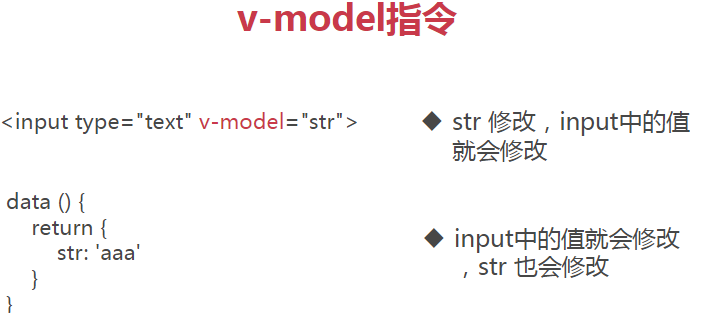 v-model指令
<input type="text" v-model="str">
data () {
return {
str: 'aaa'
}
}
◆ str 修改，input中的值
就会修改
◆ input中的值就会修改
，str 也会修改